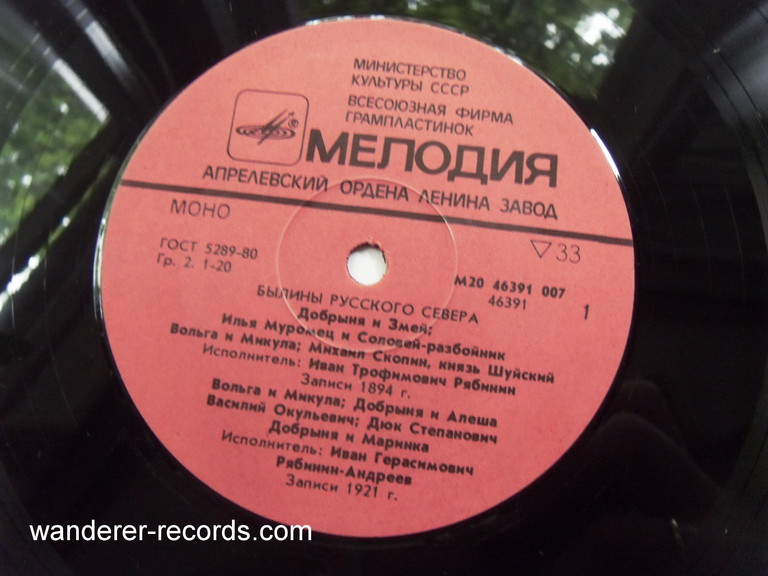 МИНИСТЕРСТВО
КУЛЬТУРЫ СССР
ВСЕСОЮЗНАЯ ФИРМА
ГРАМПЛАСТИНОК
МЕЛОДИЯ
АПРЕЛЕВСКИЙ ОРДЕНА ЛЕНИНА ЗАВОД
МОНО
▽33
ГОСТ 5289-80
Гр. 2. 1-20
М20 46391 007
46391
1
БЫЛИНЫ РУССКОГО СЕВЕРА
Добрыня и Змей;
Илья Муромец и Соловей-разбойник
Вольга и Микула; Михаил Скопин, князь Шуйский
Исполнитель: Иван Трофимович Рябинин
Записи 1894 г.
Вольга и Микула; Добрыня и Алеша
Василий Окульевич; Дюк Степанович
Добрыня и Маринка
Исполнитель: Иван Герасимович
Рябинин-Андреев
Записи 1921 г.
wanderer-records.com